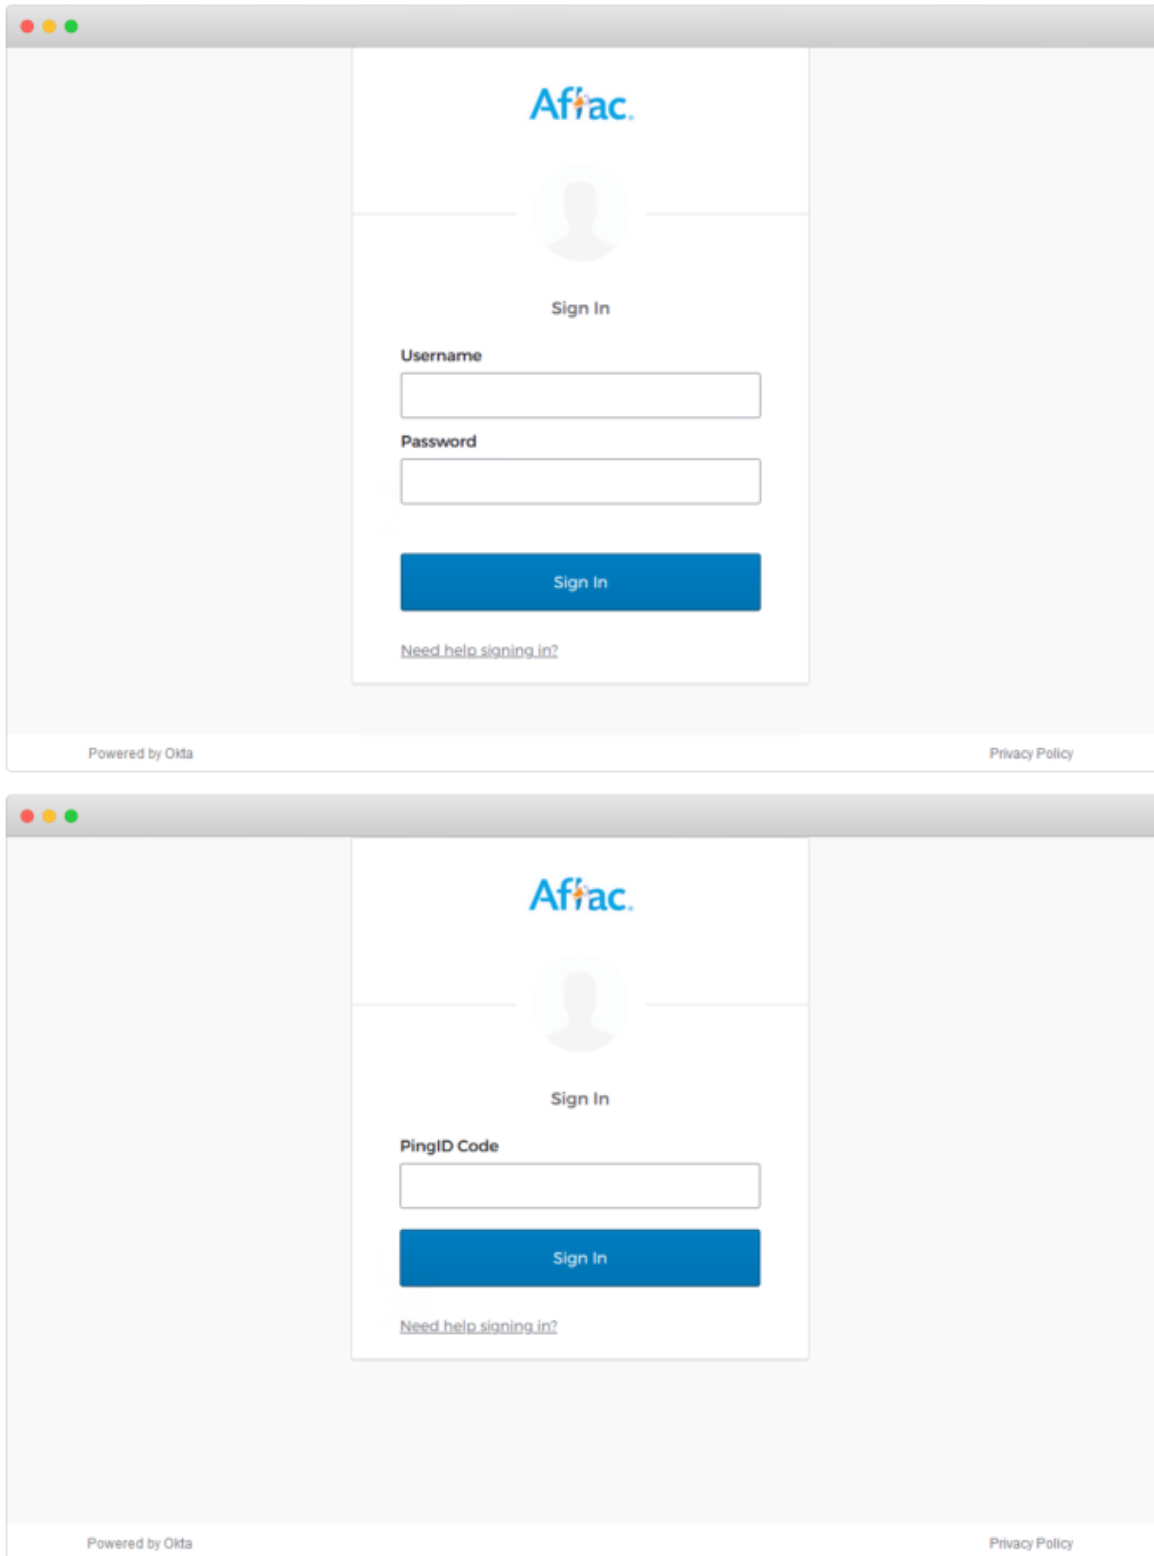 Aflac.
Sign In
Username
Password
Sign In
Need help signing in?
Powered by Okta
Privacy Policy
Aflac.
Sign In
PingID Code
Sign In
Need help signing in?
Powered by Okta
Privacy Policy